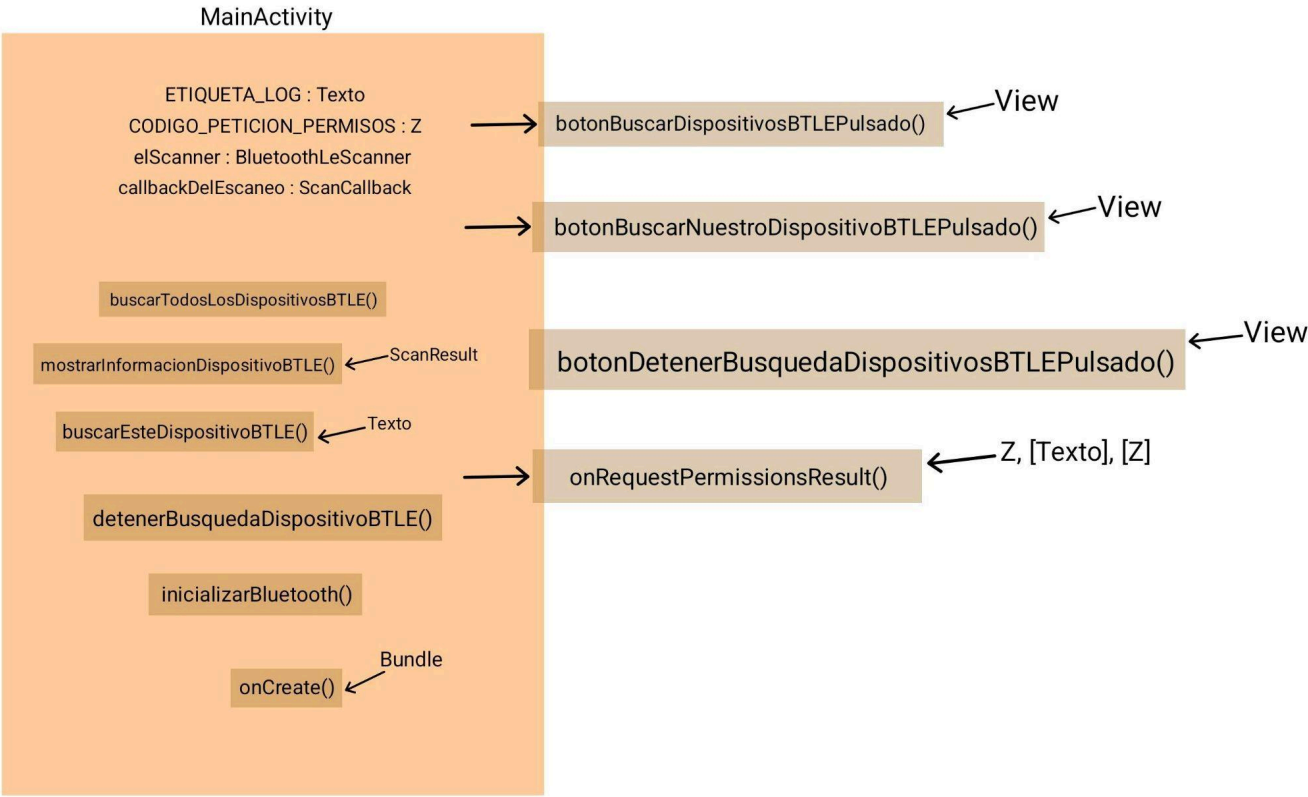 MainActivity
ETIQUETA_LOG : Texto
CODIGO_PETICION_PERMISOS : Z
elScanner : BluetoothLeScanner
callbackDelEscaneo : ScanCallback
botonBuscarDispositivosBTLEPulsado()
View
botonBuscarNuestroDispositivoBTLEPulsado()
View
buscarTodosLosDispositivosBTLE()
mostrarInformacionDispositivoBTLE()
ScanResult
botonDetenerBusquedaDispositivosBTLEPulsado()
View
buscarEsteDispositivoBTLE()
Texto
onRequestPermissionsResult()
Z, [Texto], [Z]
detenerBusquedaDispositivoBTLE()
inicializarBluetooth()
onCreate()
Bundle